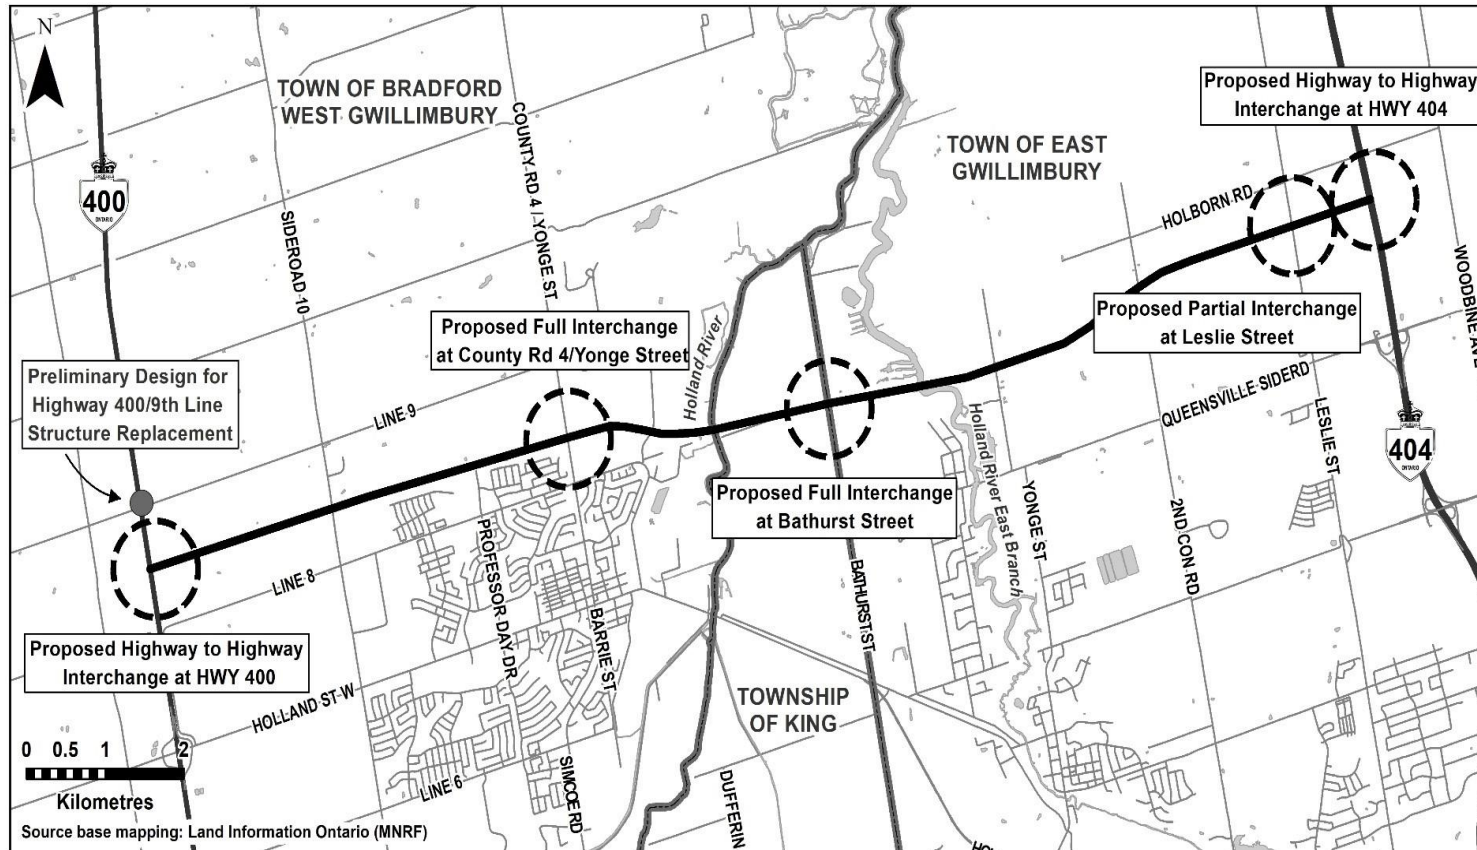 N
TOWN OF BRADFORD
WEST GWILLIMBURY
COUNTY RD 4 / YONGE ST
TOWN OF EAST
GWILLIMBURY
Proposed Highway to Highway
Interchange at HWY 404
400
ONTARIO
SIDEROAD 10
HOLBORN RD
WOODBINE AVE
Proposed Full Interchange
at County Rd 4/Yonge Street
Holland River
Proposed Partial Interchange
at Leslie Street
Preliminary Design for
Highway 400/9th Line
Structure Replacement
LINE 9
QUEENSVILLE SIDERD
LESLIE ST
404
ONTARIO
Holland River East Branch
Proposed Full Interchange
at Bathurst Street
YONGE ST
2ND CON RD
LINE 8
PROFESSOR DAY DR
BARRIE ST
BATHURST ST
Proposed Highway to Highway
Interchange at HWY 400
HOLLAND ST W
TOWNSHIP
OF KING
0 0.5 1 2
Kilometres
LINE 6
SIMCOE RD
DUFFERIN
Source base mapping: Land Information Ontario (MNRF)